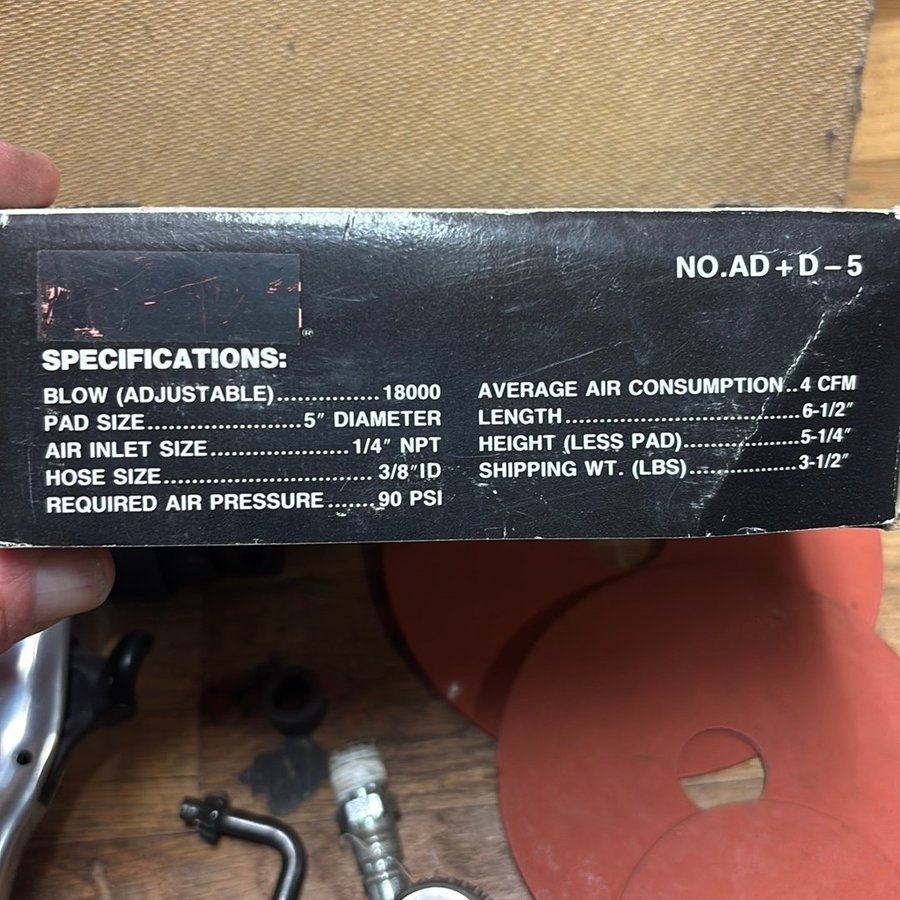 NO.AD+D-5
®
SPECIFICATIONS:
BLOW (ADJUSTABLE)...............18000
PAD SIZE......................5″ DIAMETER
AIR INLET SIZE....................1/4″ NPT
HOSE SIZE..............................3/8″ID
REQUIRED AIR PRESSURE.......90 PSI
AVERAGE AIR CONSUMPTION..4 CFM
LENGTH..................................6-1/2″
HEIGHT (LESS PAD).................5-1/4″
SHIPPING WT. (LBS)................3-1/2″